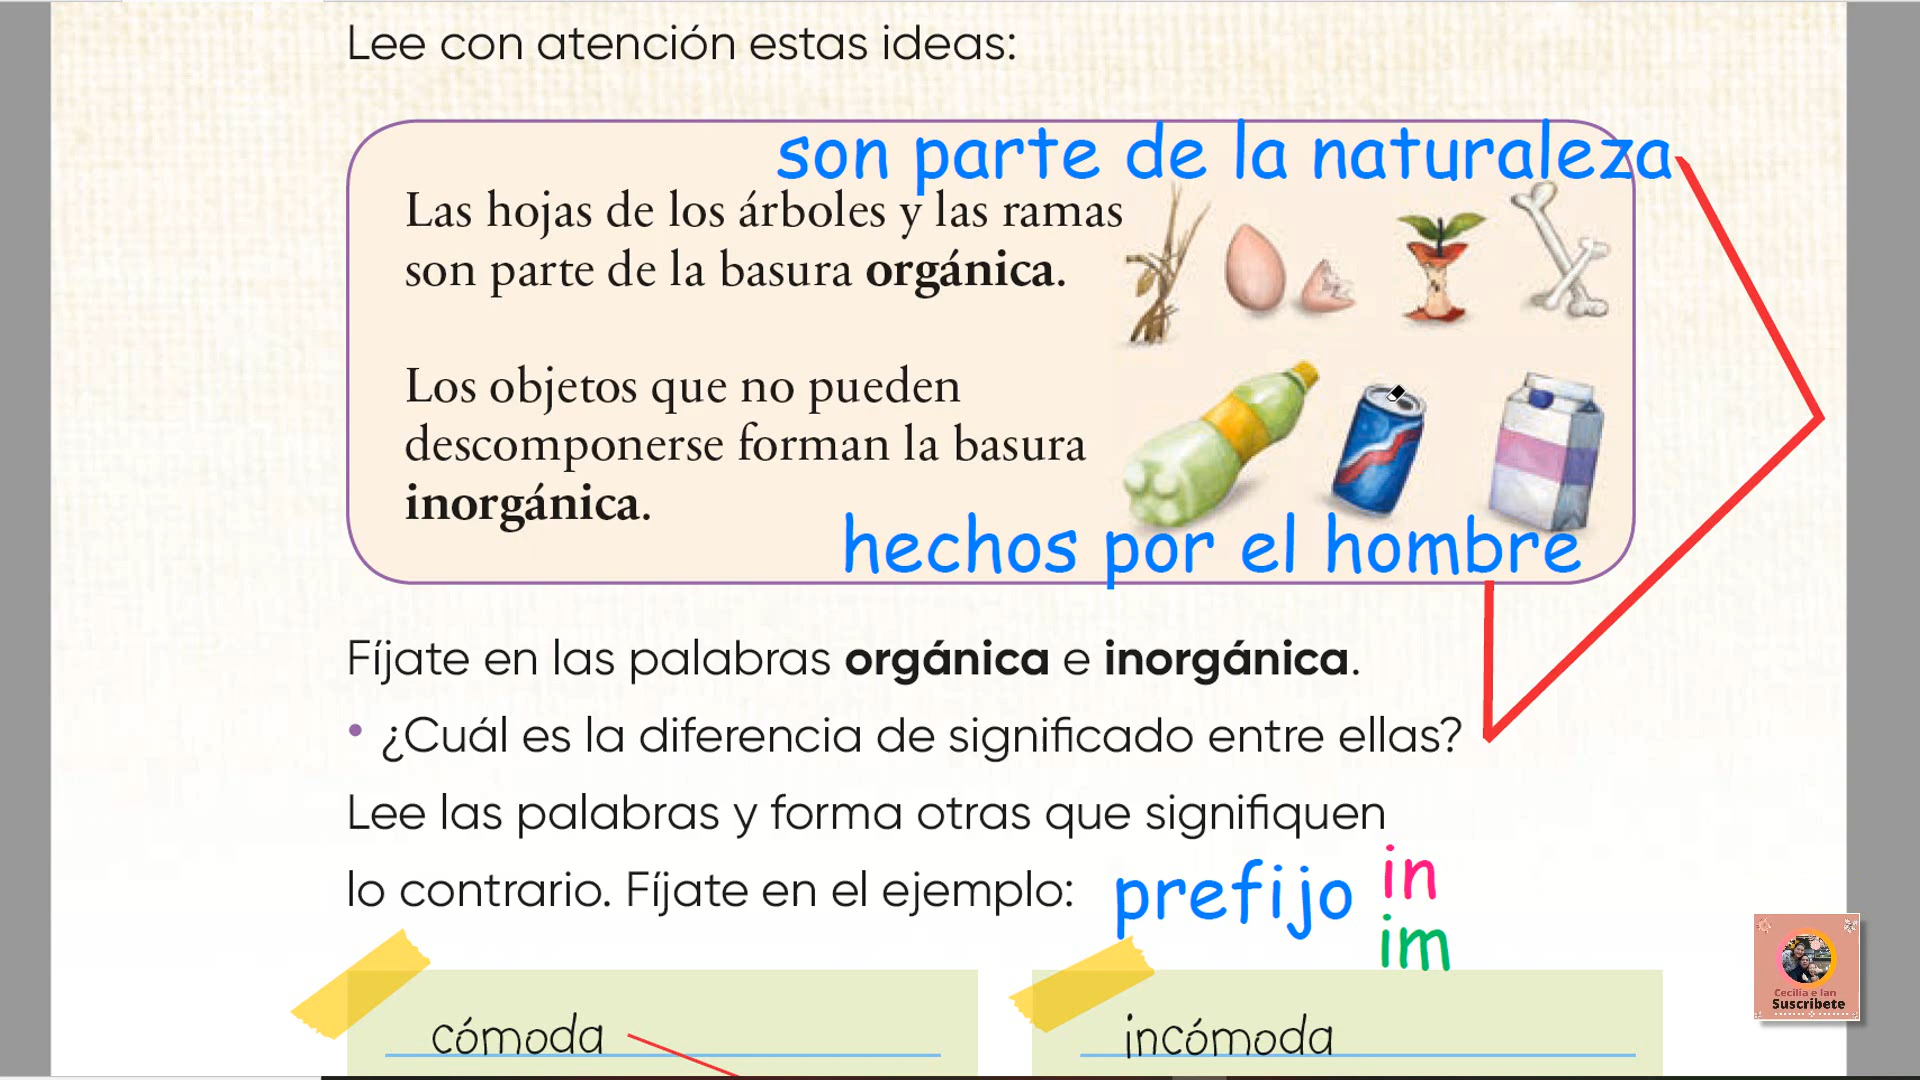 Lee con atención estas ideas:
son parte de la naturaleza
Las hojas de los árboles y las ramas
son parte de la basura orgánica.
Los objetos que no pueden
descomponerse forman la basura
inorgánica.
hechos por el hombre
Fíjate en las palabras orgánica e inorgánica.
• ¿Cuál es la diferencia de significado entre ellas?
Lee las palabras y forma otras que signifiquen
lo contrario. Fíjate en el ejemplo:
prefijo in
im
cómoda
incómoda
Cecilia e Ian
Suscribete